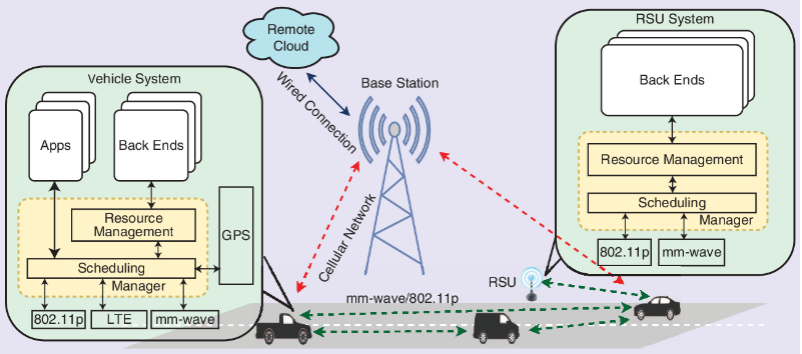 Vehicle System
Apps
Back Ends
Resource
Management
Scheduling
Manager
GPS
802.11p
LTE
mm-wave
Remote
Cloud
Wired Connection
Base Station
Cellular Network
mm-wave/802.11p
RSU
RSU System
Back Ends
Resource Management
Scheduling
Manager
802.11p
mm-wave